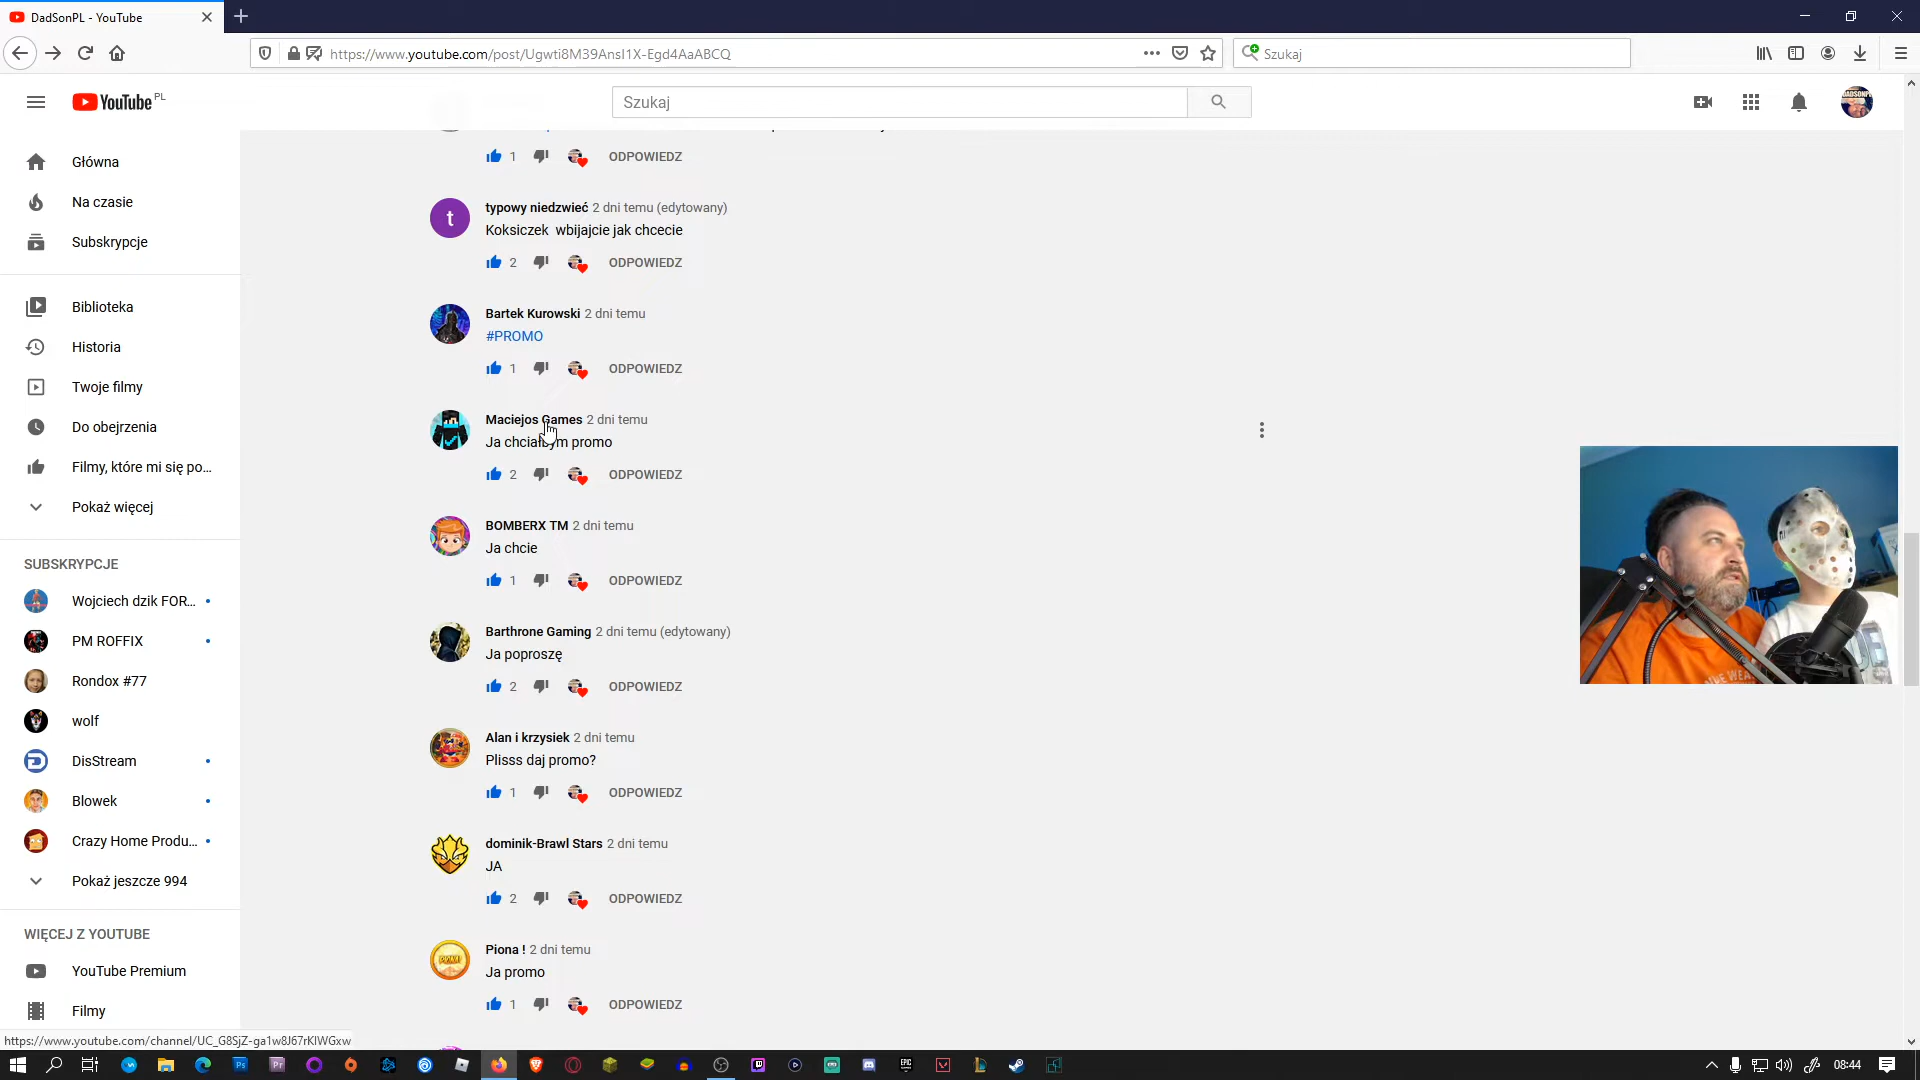 DadSonPL - YouTube
https://www.youtube.com/post/Ugwti8M39AnsI1X-Egd4AaABCQ
Szukaj
YouTube PL
Szukaj
Główna
Na czasie
Subskrypcje
Biblioteka
Historia
Twoje filmy
Do obejrzenia
Filmy, które mi się po...
Pokaż więcej
SUBSKRYPCJE
Wojciech dzik FOR...
PM ROFFIX
Rondox #77
wolf
DisStream
Blowek
Crazy Home Produ...
Pokaż jeszcze 994
WIĘCEJ Z YOUTUBE
YouTube Premium
Filmy
1 ODPOWIEDZ
t
typowy niedzwieć 2 dni temu (edytowany)
Koksiczek wbijajcie jak chcecie
2 ODPOWIEDZ
Bartek Kurowski 2 dni temu
#PROMO
1 ODPOWIEDZ
Maciejos Games 2 dni temu
Ja chciałbym promo
2 ODPOWIEDZ
BOMBERX TM 2 dni temu
Ja chcie
1 ODPOWIEDZ
Barthrone Gaming 2 dni temu (edytowany)
Ja poproszę
2 ODPOWIEDZ
Alan i krzysiek 2 dni temu
Plisss daj promo?
1 ODPOWIEDZ
dominik-Brawl Stars 2 dni temu
JA
2 ODPOWIEDZ
Piona ! 2 dni temu
Ja promo
1 ODPOWIEDZ
https://www.youtube.com/channel/UC_G8SjZ-ga1w8J67rKlWGxw
08:44